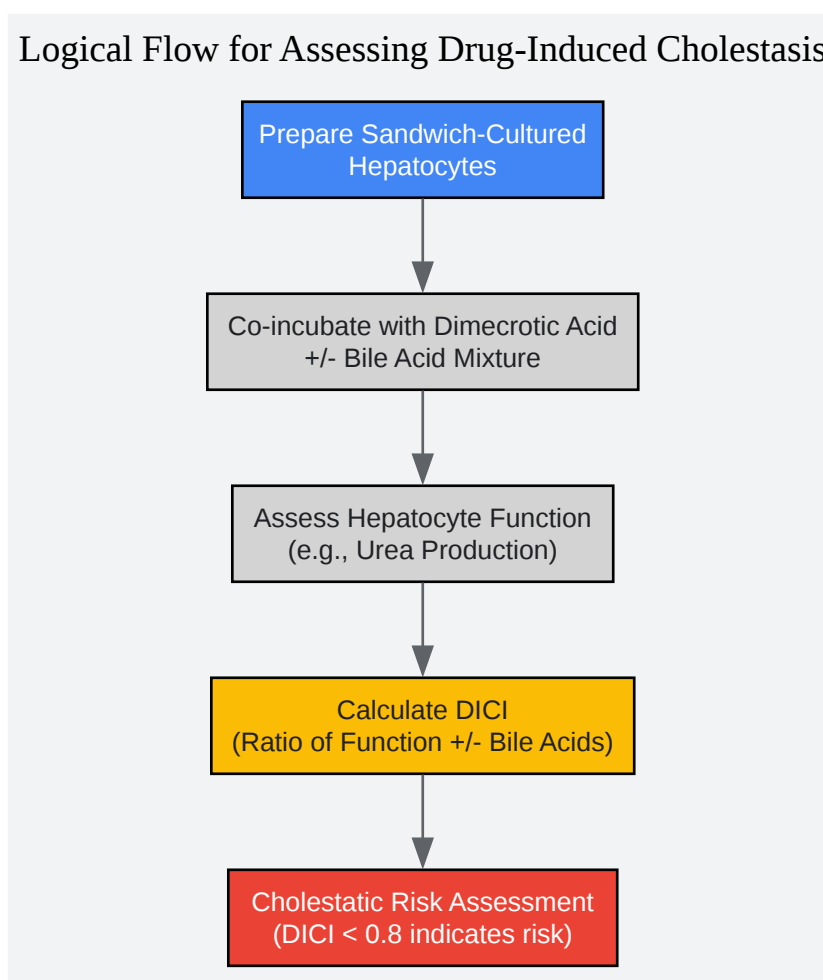 Logical Flow for Assessing Drug-Induced Cholestasis
Prepare Sandwich-Cultured
Hepatocytes
Co-incubate with Dimecrotic Acid
+/- Bile Acid Mixture
Assess Hepatocyte Function
(e.g., Urea Production)
Calculate DICI
(Ratio of Function +/- Bile Acids)
Cholestatic Risk Assessment
(DICI < 0.8 indicates risk)